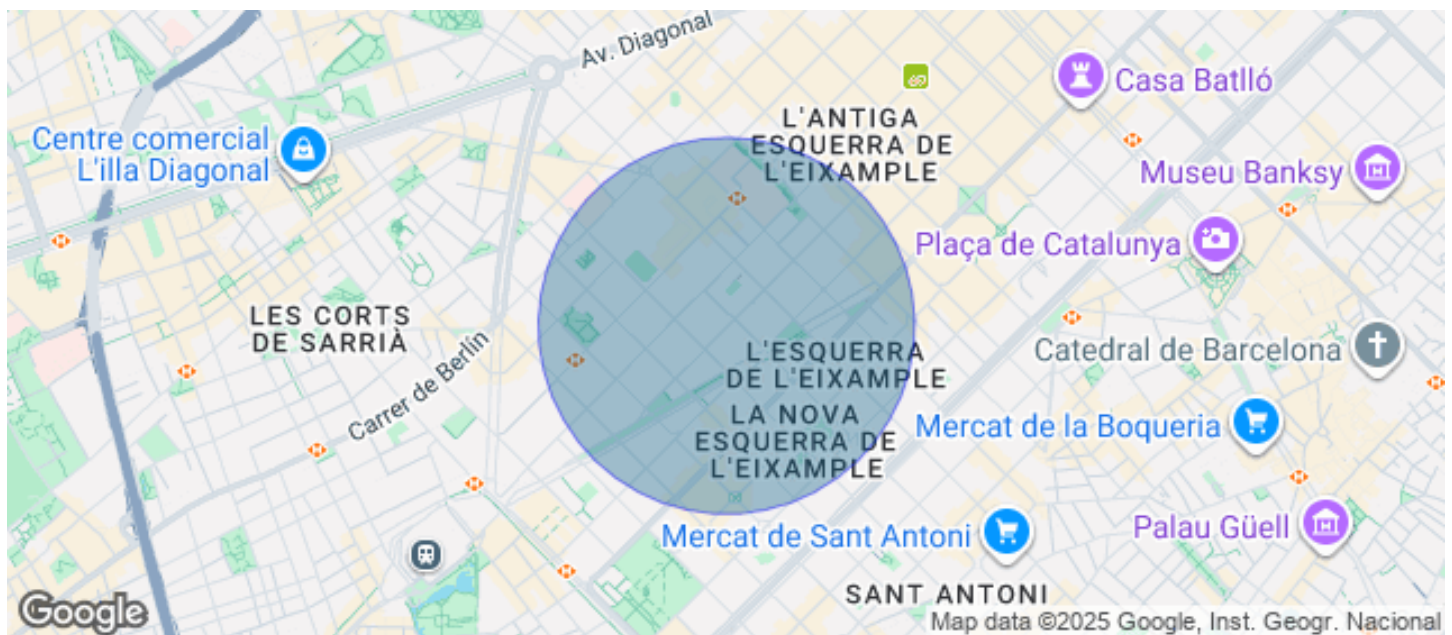 Av. Diagonal
Casa Batlló
L'ANTIGA
ESQUERRA DE
L'EIXAMPLE
Centre comercial
L'illa Diagonal
Museu Banksy
Plaça de Catalunya
LES CORTS
DE SARRIÀ
Carrer de Berlín
L'ESQUERRA
DE L'EIXAMPLE
Catedral de Barcelona
LA NOVA
ESQUERRA DE
L'EIXAMPLE
Mercat de la Boqueria
Mercat de Sant Antoni
Palau Güell
SANT ANTONI
Google
Map data ©2025 Google, Inst. Geogr. Nacional